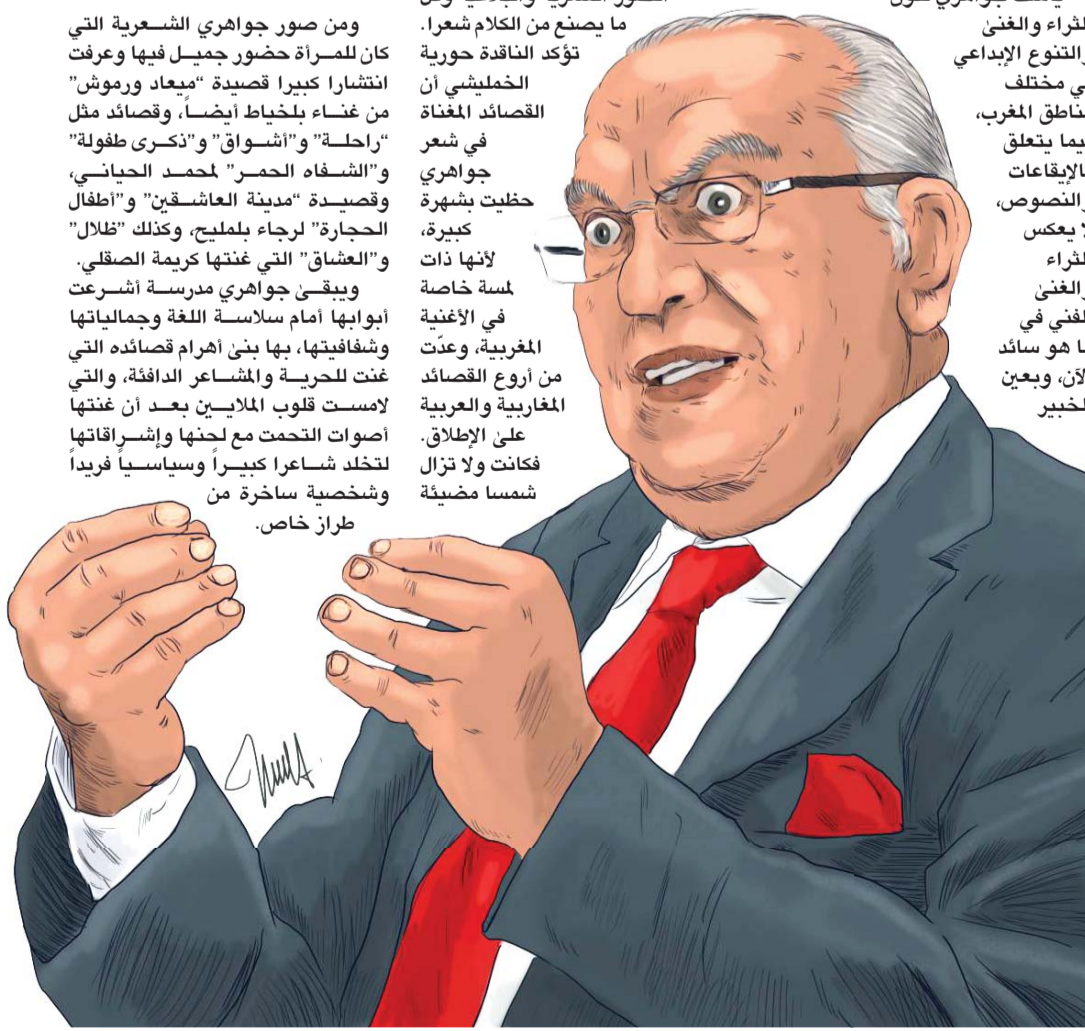 الثراء والغنىٰ
والتنوع الإبداعي
في مختلف
مناطق المغرب،
فيما يتعلق
بالإيقاعات
والنصوص،
لا يعكس
الثراء
والغنىٰ
الفني في
ما هو سائد
الآن، وبعين
الخبير
ما يصنع من الكلام شعرا.
تؤكد الناقدة حورية
الخمليشي أن
القصائد المغناة
في شعر
جواهري
حظيت بشهرة
كبيرة،
لأنها ذات
لمسة خاصة
في الأغنية
المغربية، وعدّت
من أروع القصائد
المغاربية والعربية
علىٰ الإطلاق.
فكانت ولا تزال
شمسا مضيئة
ومن صور جواهري الشعرية التي
كان للمرأة حضور جميل فيها وعرفت
انتشارا كبيرا قصيدة “ميعاد ورموش”
من غناء بلخياط أيضاً، وقصائد مثل
“راحلة” و”أشواق” و”ذكرى طفولة”
و”الشفاه الحمر” لمحمد الحياني،
وقصيدة “مدينة العاشقين” و”أطفال
الحجارة” لرجاء بلمليح، وكذلك “ظلال”
و”العشاق” التي غنتها كريمة الصقلي.
ويبقىٰ جواهري مدرسة أشرعت
أبوابها أمام سلاسة اللغة وجمالياتها
وشفافيتها، بها بنىٰ أهرام قصائده التي
غنت للحرية والمشاعر الدافئة، والتي
لامست قلوب الملايين بعد أن غنتها
أصوات التحمت مع لحنها وإشراقاتها
لتخلد شاعرا كبيراً وسياسياً فريداً
وشخصية ساخرة من
طراز خاص.